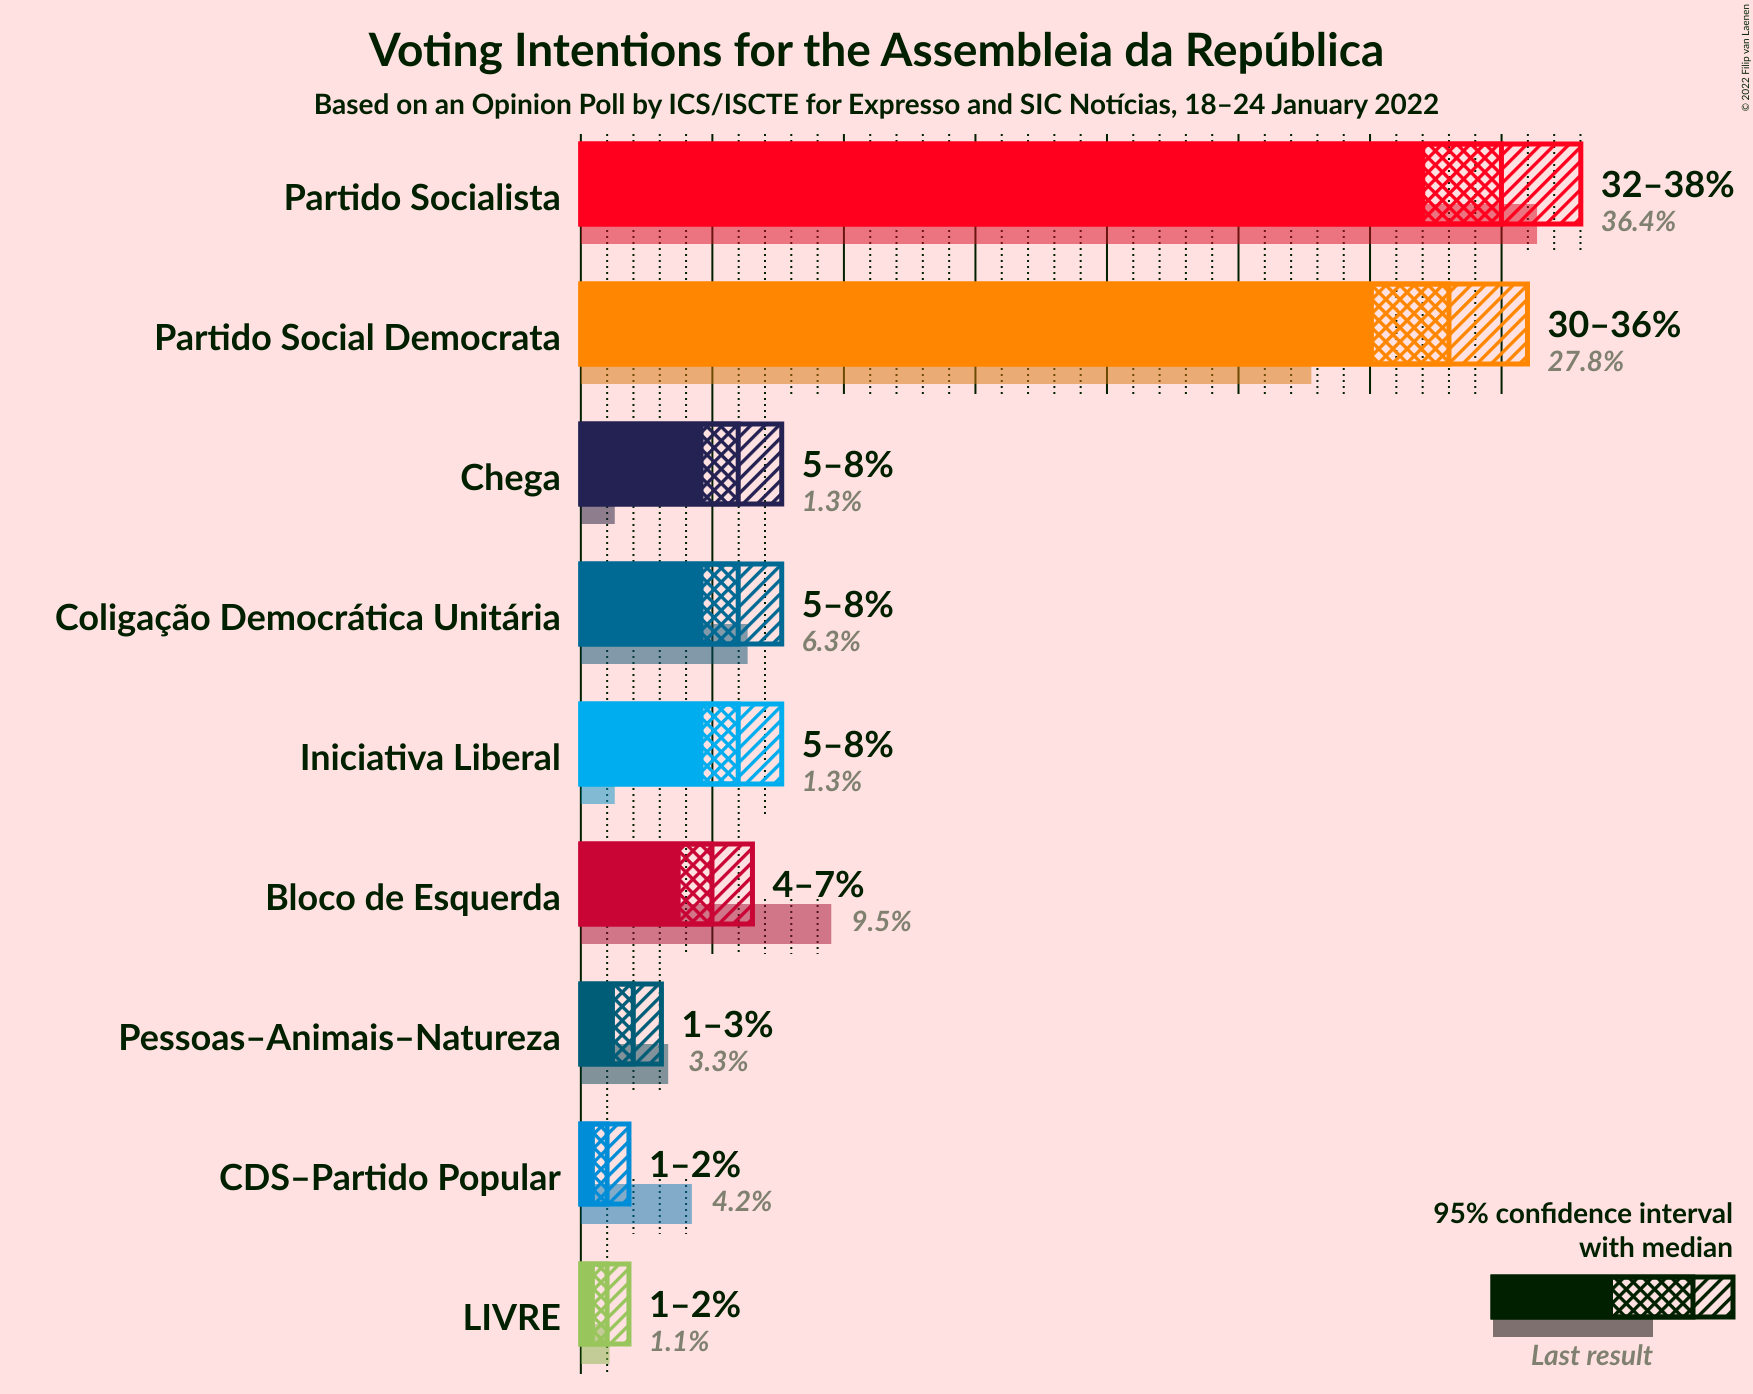 Voting Intentions for the Assembleia da República
Based on an Opinion Poll by ICS/ISCTE for Expresso and SIC Notícias, 18–24 January 2022
© 2022 Filip van Laenen
Partido Socialista
32–38%
36.4%
Partido Social Democrata
30–36%
27.8%
Chega
5–8%
1.3%
Coligação Democrática Unitária
5–8%
6.3%
Iniciativa Liberal
5–8%
1.3%
Bloco de Esquerda
4–7%
9.5%
Pessoas–Animais–Natureza
1–3%
3.3%
CDS–Partido Popular
1–2%
4.2%
LIVRE
1–2%
1.1%
95% confidence interval
with median
Last result